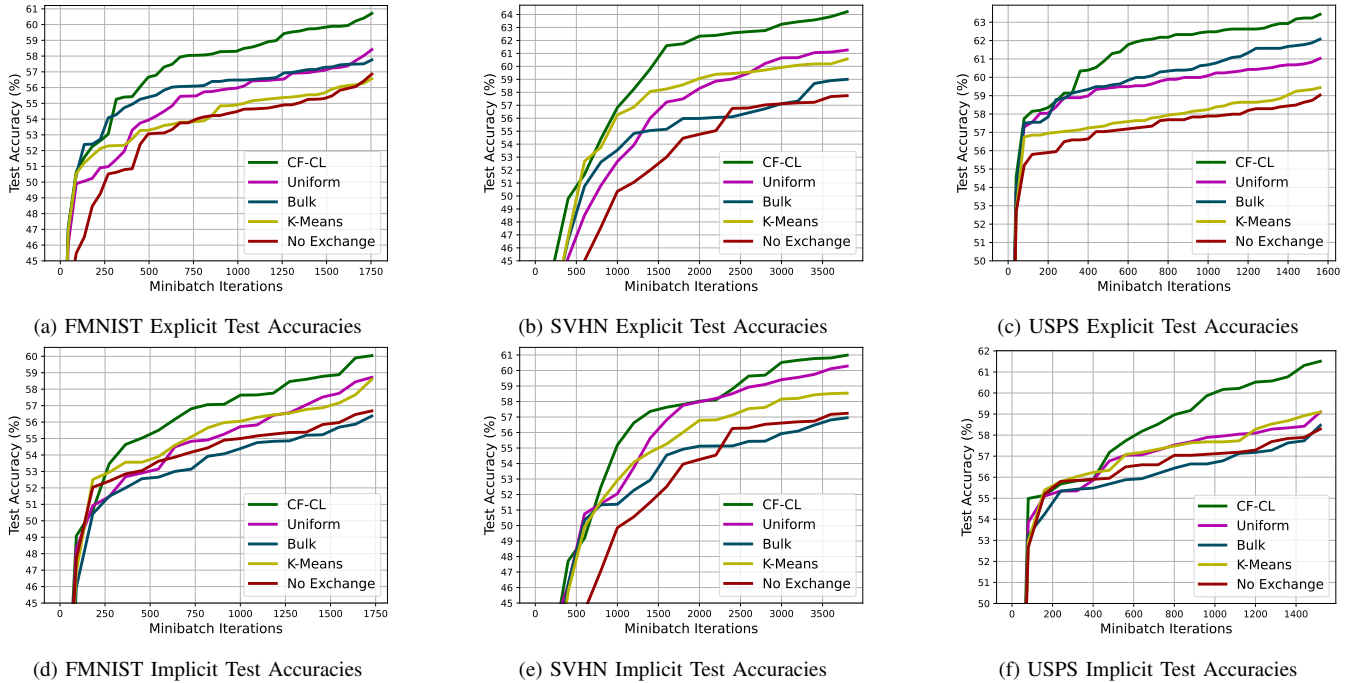 61
60
59
58
57
56
55
54
53
52
51
50
49
48
47
46
45
Test Accuracy (%)
CF-CL
Uniform
Bulk
K-Means
No Exchange
0 250 500 750 1000 1250 1500 1750
Minibatch Iterations
(a) FMNIST Explicit Test Accuracies
64
63
62
61
60
59
58
57
56
55
54
53
52
51
50
49
48
47
46
45
Test Accuracy (%)
CF-CL
Uniform
Bulk
K-Means
No Exchange
0 500 1000 1500 2000 2500 3000 3500
Minibatch Iterations
(b) SVHN Explicit Test Accuracies
63
62
61
60
59
58
57
56
55
54
53
52
51
50
Test Accuracy (%)
CF-CL
Uniform
Bulk
K-Means
No Exchange
0 200 400 600 800 1000 1200 1400 1600
Minibatch Iterations
(c) USPS Explicit Test Accuracies
60
59
58
57
56
55
54
53
52
51
50
49
48
47
46
45
Test Accuracy (%)
CF-CL
Uniform
Bulk
K-Means
No Exchange
0 250 500 750 1000 1250 1500 1750
Minibatch Iterations
(d) FMNIST Implicit Test Accuracies
61
60
59
58
57
56
55
54
53
52
51
50
49
48
47
46
45
Test Accuracy (%)
CF-CL
Uniform
Bulk
K-Means
No Exchange
0 500 1000 1500 2000 2500 3000 3500
Minibatch Iterations
(e) SVHN Implicit Test Accuracies
62
61
60
59
58
57
56
55
54
53
52
51
50
Test Accuracy (%)
CF-CL
Uniform
Bulk
K-Means
No Exchange
0 200 400 600 800 1000 1200 1400
Minibatch Iterations
(f) USPS Implicit Test Accuracies